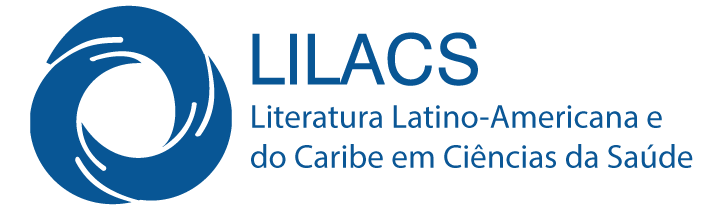 LILACS
Literatura Latino-Americana e
do Caribe em Ciências da Saúde